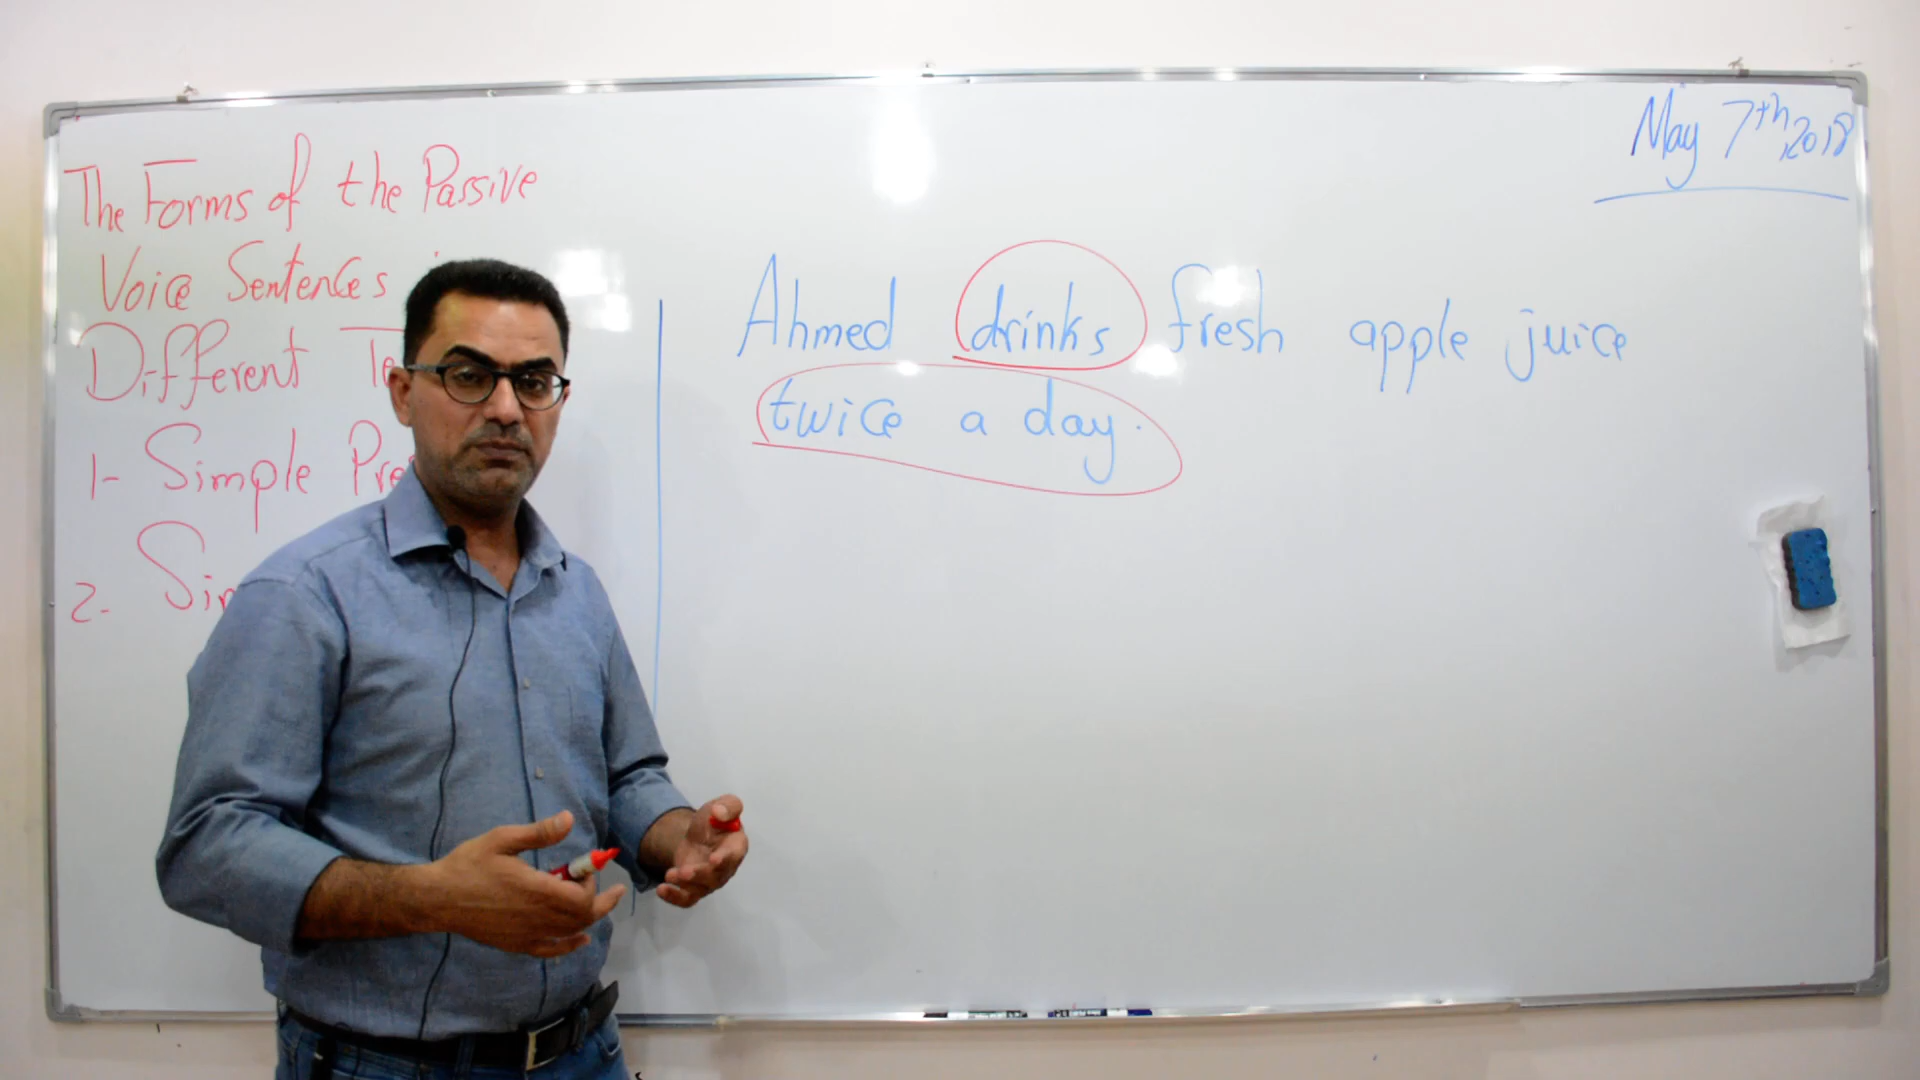 The Forms of the Passive
Voice Sentences
Different
1- Simple
2-
May 7th, 2018
Ahmed drinks fresh apple juice
twice a day.